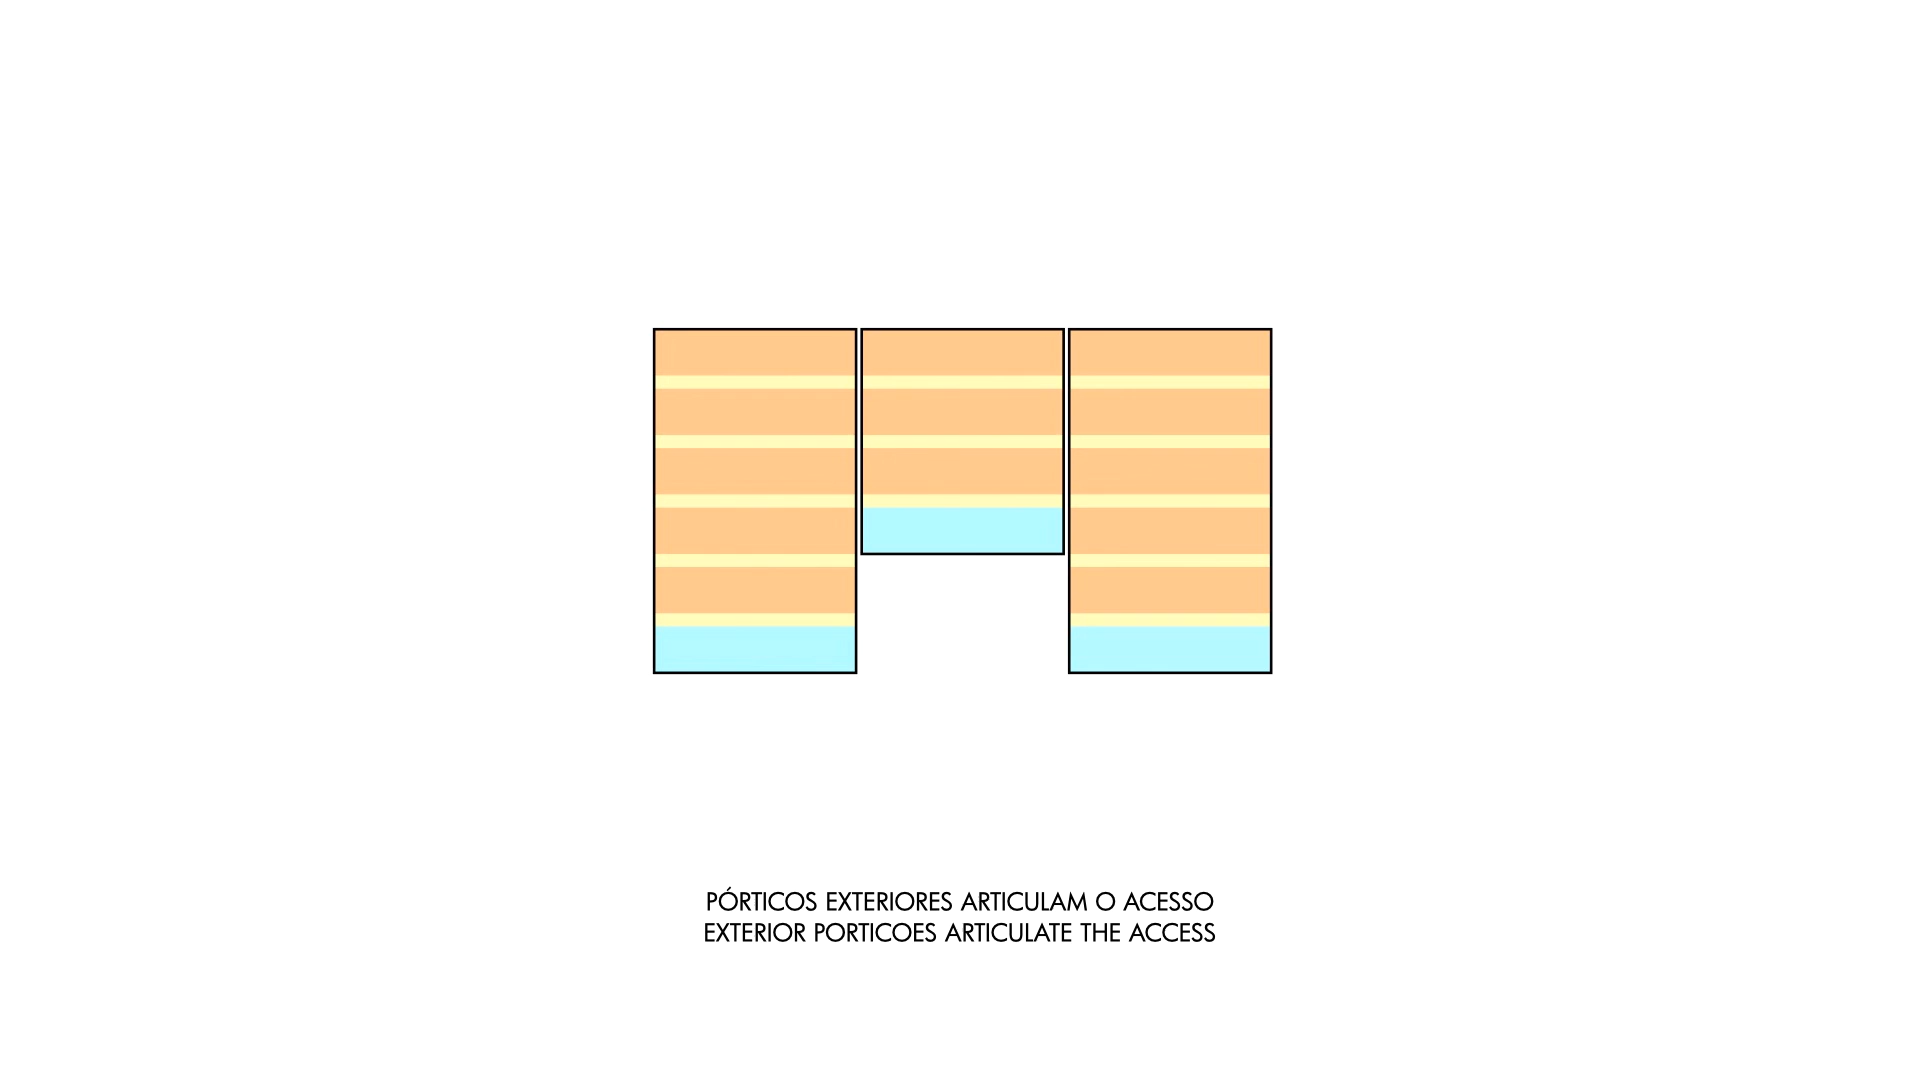 PÓRTICOS EXTERIORES ARTICULAM O ACESSO
EXTERIOR PORTICOES ARTICULATE THE ACCESS